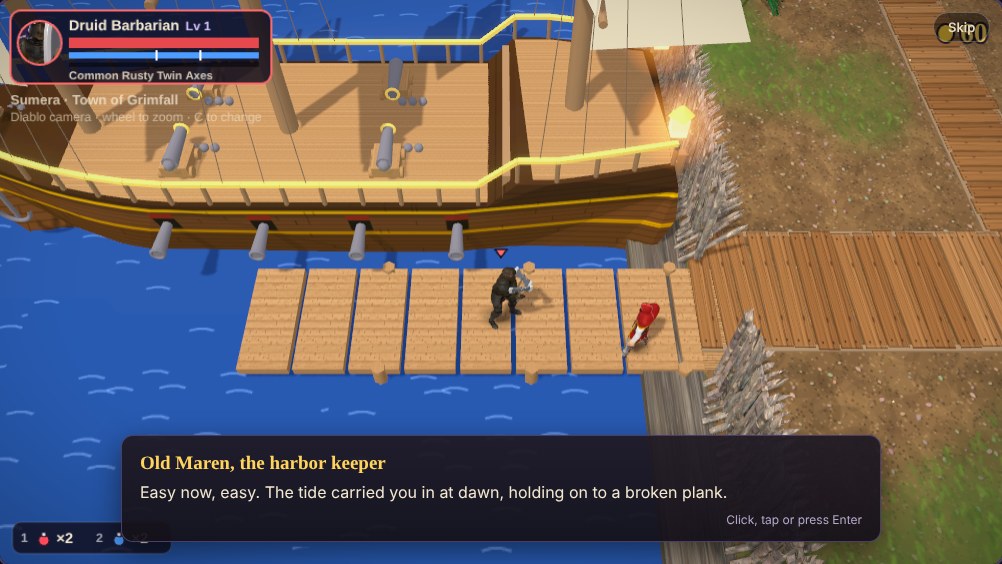 Druid Barbarian Lv 1
Common Rusty Twin Axes
Sumera · Town of Grimfall
Diablo camera · wheel to zoom · C to change
Skip
Old Maren, the harbor keeper
Easy now, easy. The tide carried you in at dawn, holding on to a broken plank.
Click, tap or press Enter
1 ×2 2 ×2